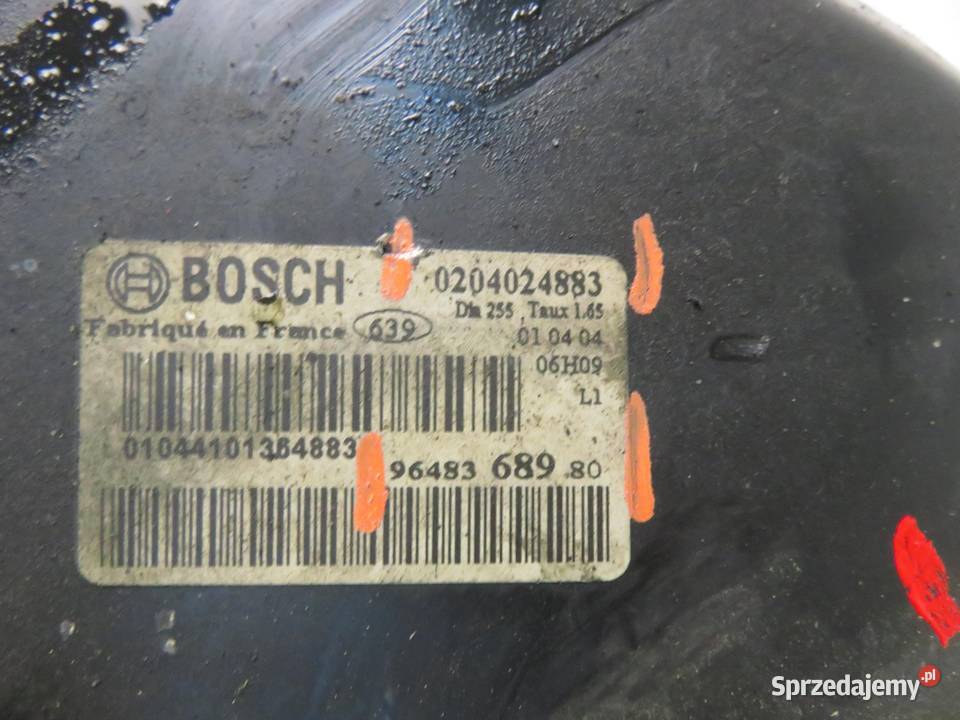 BOSCH 0204024883
Dia 255 Taux 1.65
Fabriqué en France 639 01 04 04
06H09
L1
01044101354883
96483 689 80
Sprzedajemy.pl